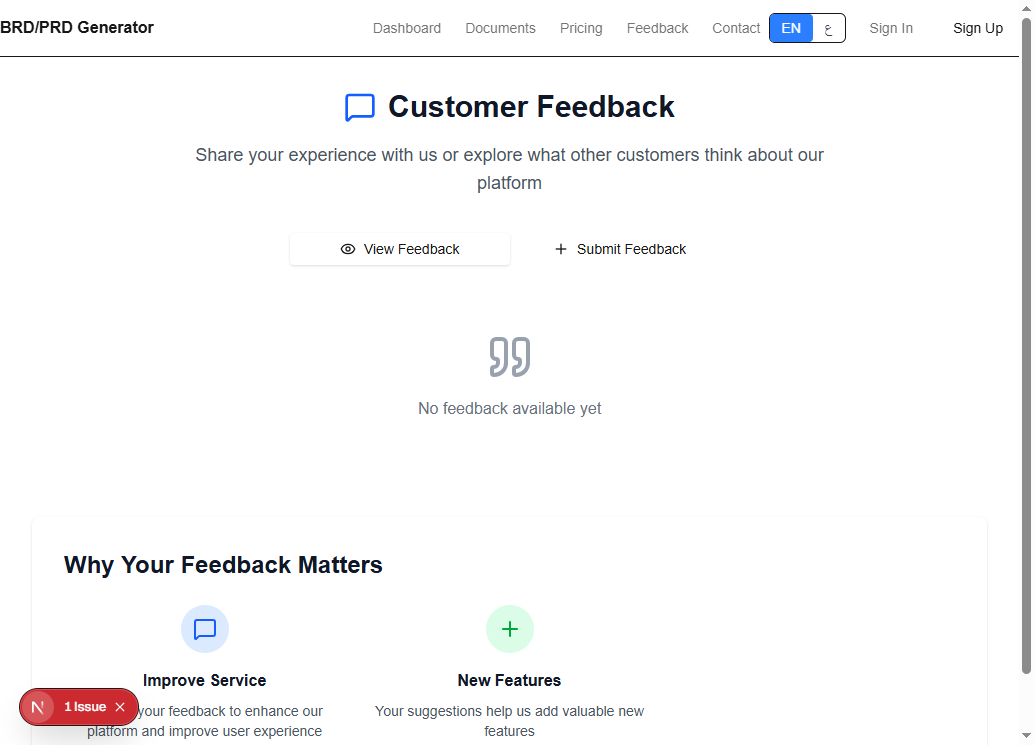 BRD/PRD Generator
Dashboard Documents Pricing Feedback Contact EN ع Sign In Sign Up
Customer Feedback
Share your experience with us or explore what other customers think about our
platform
View Feedback
Submit Feedback
No feedback available yet
Why Your Feedback Matters
Improve Service
your feedback to enhance our
platform and improve user experience
New Features
Your suggestions help us add valuable new
features
N 1 Issue